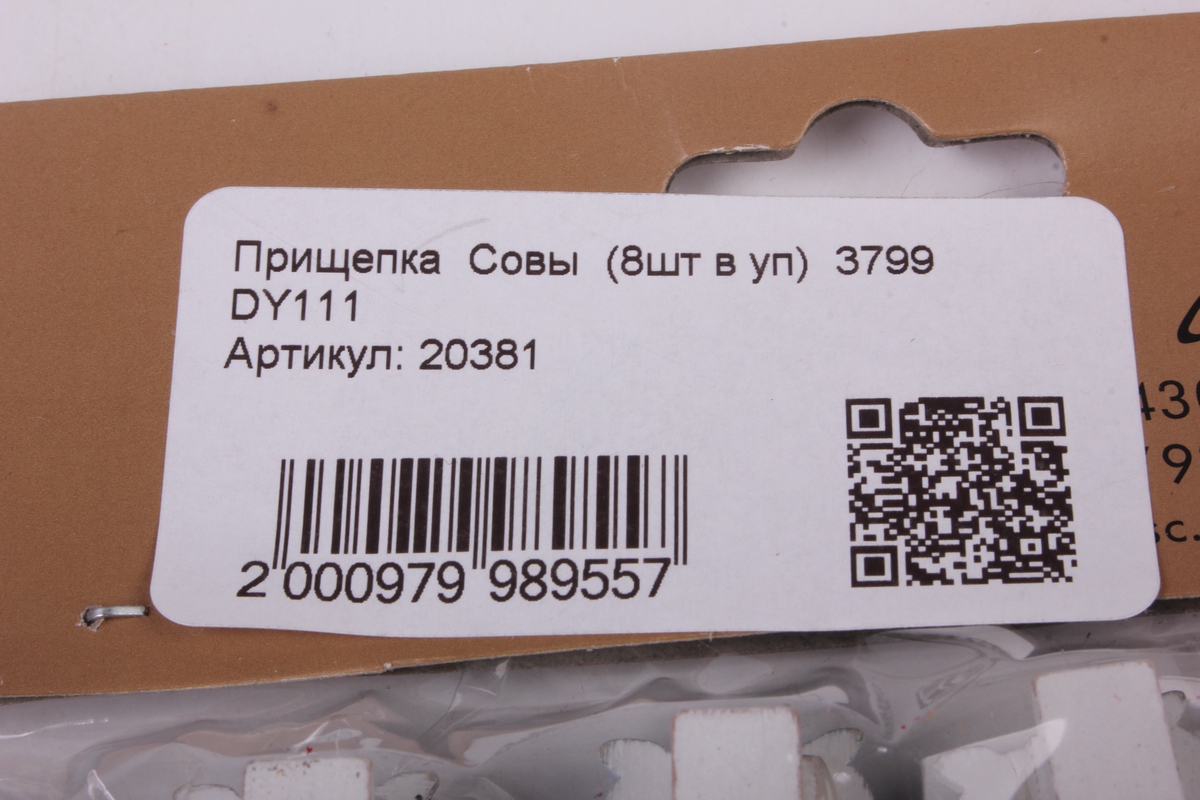 Прищепка Совы (8шт в уп) 3799
DY111
Артикул: 20381
2 000979 989557